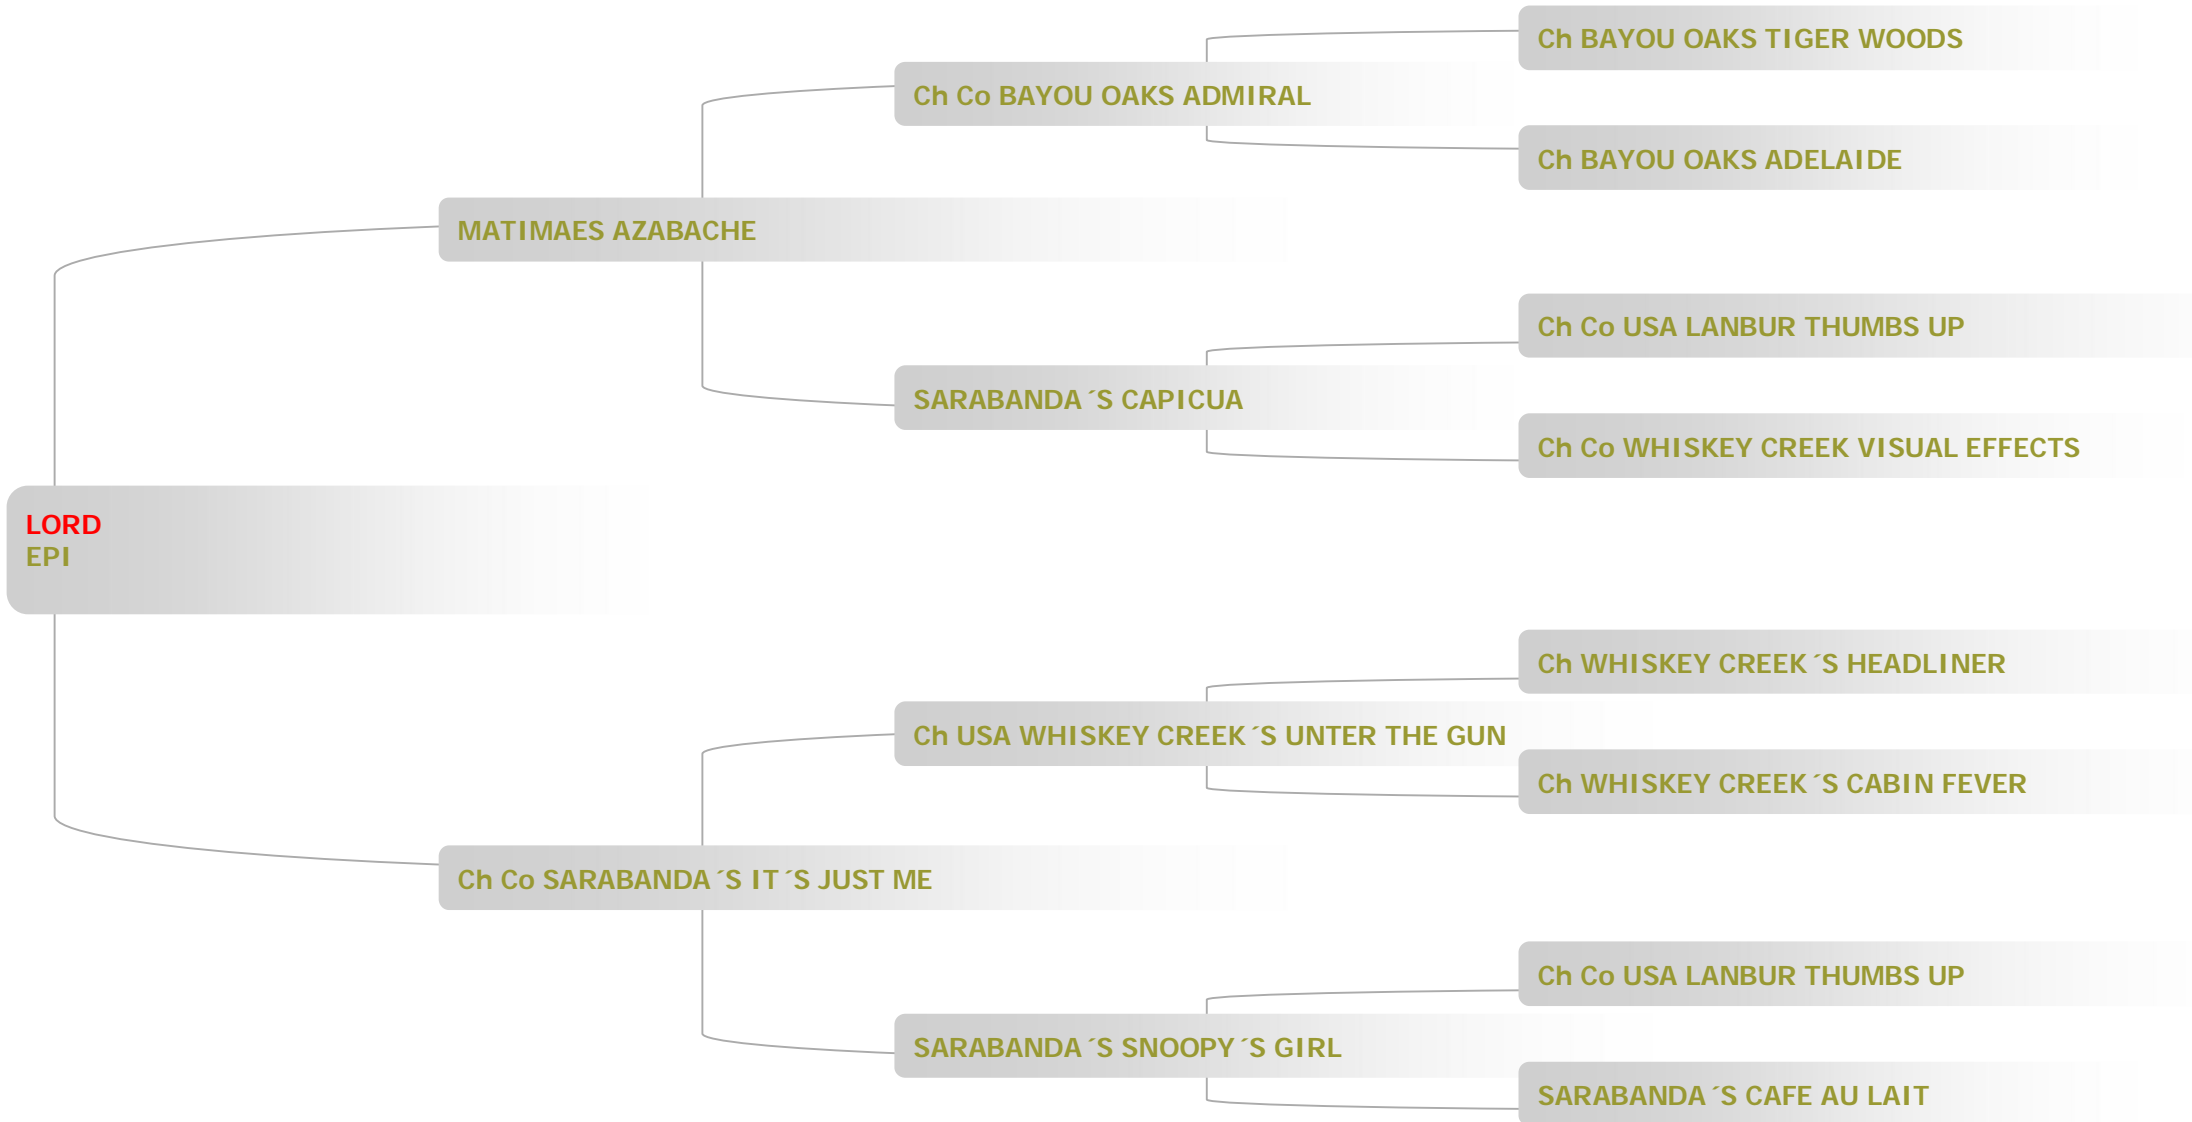 Ch BAYOU OAKS TIGER WOODS
Ch Co BAYOU OAKS ADMIRAL
Ch BAYOU OAKS ADELAIDE
MATIMAES AZABACHE
Ch Co USA LANBUR THUMBS UP
SARABANDA´S CAPICUA
Ch Co WHISKEY CREEK VISUAL EFFECTS
LORD
EPI
Ch WHISKEY CREEK´S HEADLINER
Ch USA WHISKEY CREEK´S UNTER THE GUN
Ch WHISKEY CREEK´S CABIN FEVER
Ch Co SARABANDA´S IT´S JUST ME
Ch Co USA LANBUR THUMBS UP
SARABANDA´S SNOOPY´S GIRL
SARABANDA´S CAFE AU LAIT